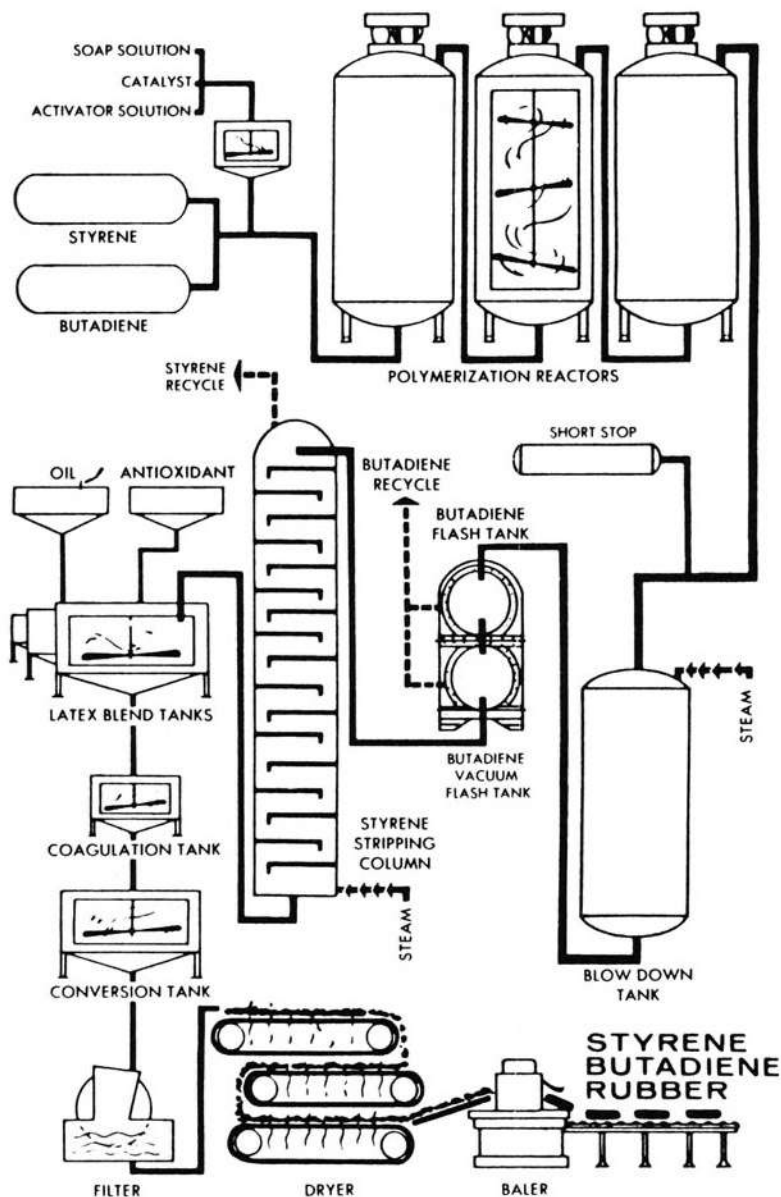 SOAP SOLUTION
CATALYST
ACTIVATOR SOLUTION
STYRENE
BUTADIENE
POLYMERIZATION REACTORS
STYRENE
RECYCLE
SHORT STOP
OIL
ANTIOXIDANT
BUTADIENE
RECYCLE
BUTADIENE
FLASH TANK
LATEX BLEND TANKS
STEAM
BUTADIENE
VACUUM
FLASH TANK
COAGULATION TANK
STYRENE
STRIPPING
COLUMN
STEAM
CONVERSION TANK
BLOW DOWN
TANK
STYRENE
BUTADIENE
RUBBER
FILTER
DRYER
BALER